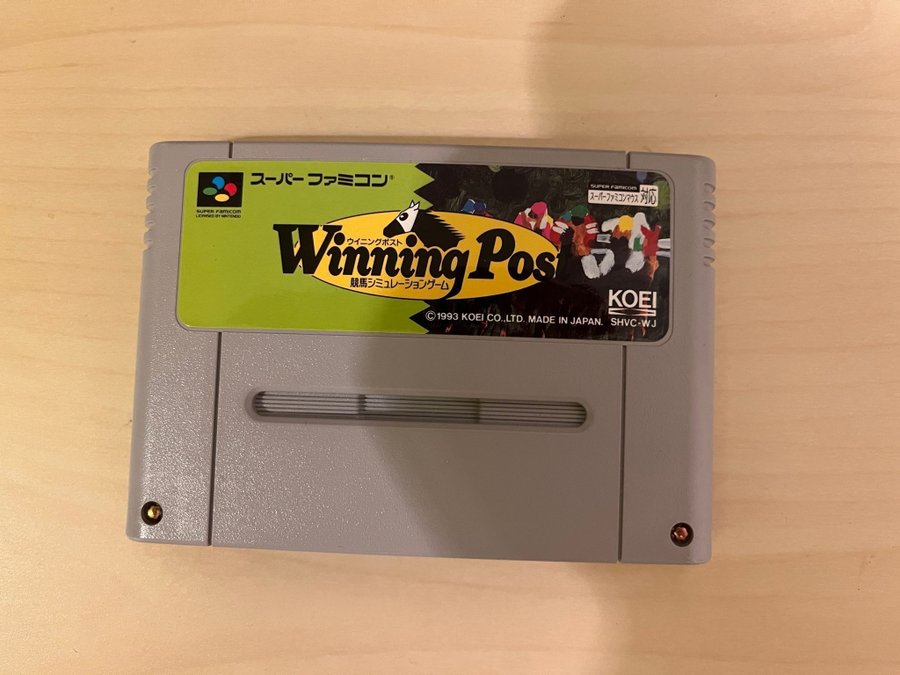 スーパーファミコン®
SUPER FAMICOM
LICENSED BY NINTENDO
SUPER FAMICOM
スーパーファミコンマウス 対応
ウイニングポスト
Winning Pos
競馬シミュレーションゲーム
KOEI
©1993 KOEI CO.,LTD. MADE IN JAPAN. SHVC-WJ